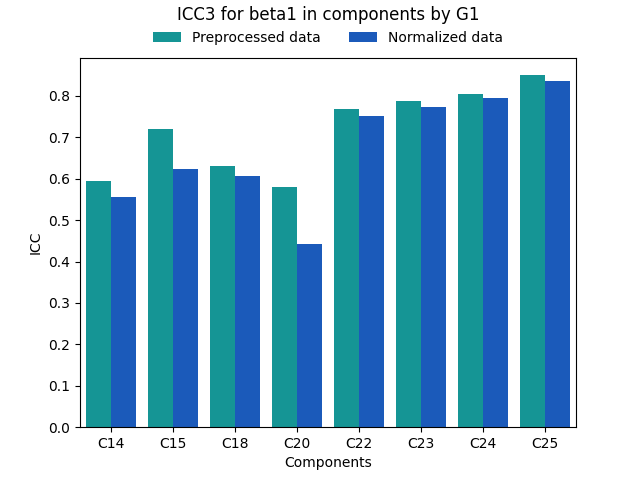 ICC3 for beta1 in components by G1
Preprocessed data Normalized data
0.8
0.7
0.6
0.5
0.4
0.3
0.2
0.1
0.0
ICC
C14 C15 C18 C20 C22 C23 C24 C25
Components